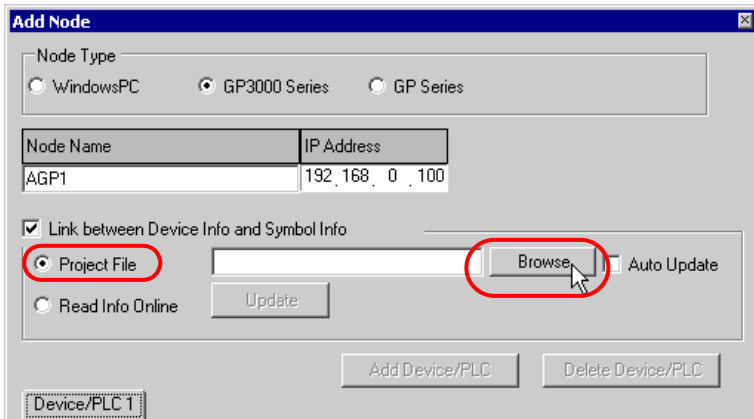 Add Node
Node Type
WindowsPC GP3000 Series GP Series
Node Name IP Address
AGP1 192.168. 0 .100
Link between Device Info and Symbol Info
Project File Browse Auto Update
Read Info Online Update
Add Device/PLC Delete Device/PLC
Device/PLC 1